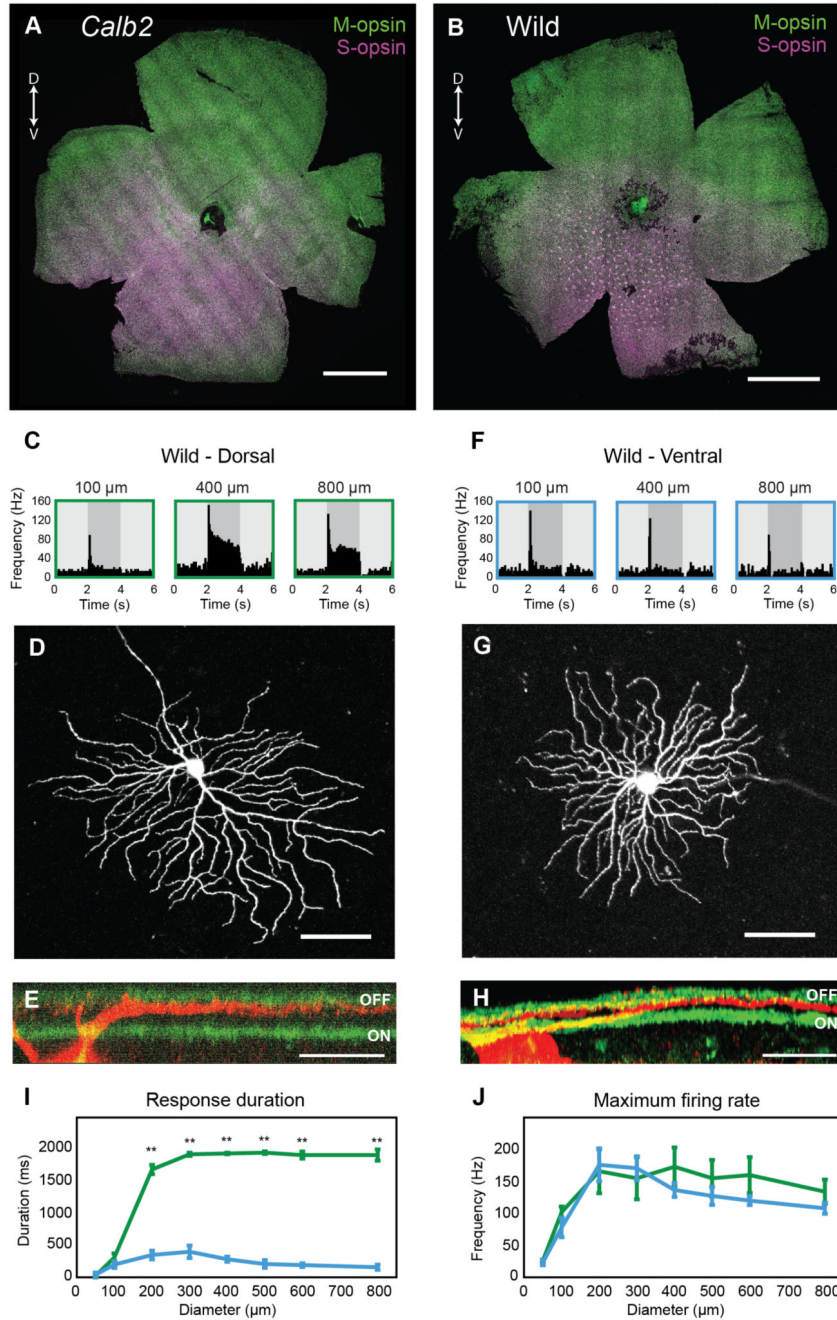 A
Calb2
M-opsin
S-opsin
D
V
B
Wild
M-opsin
S-opsin
D
V
C
Wild - Dorsal
100 µm
400 µm
800 µm
Frequency (Hz)
160
120
80
40
0
0 2 4 6
0 2 4 6
0 2 4 6
Time (s)
Time (s)
Time (s)
F
Wild - Ventral
100 µm
400 µm
800 µm
Frequency (Hz)
160
120
80
40
0
0 2 4 6
0 2 4 6
0 2 4 6
Time (s)
Time (s)
Time (s)
D
G
E
OFF
ON
H
OFF
ON
I
Response duration
Duration (ms)
2000
1500
1000
500
0
** ** ** ** ** **
0 100 200 300 400 500 600 700 800
Diameter (µm)
J
Maximum firing rate
Frequency (Hz)
200
150
100
50
0
0 100 200 300 400 500 600 700 800
Diameter (µm)